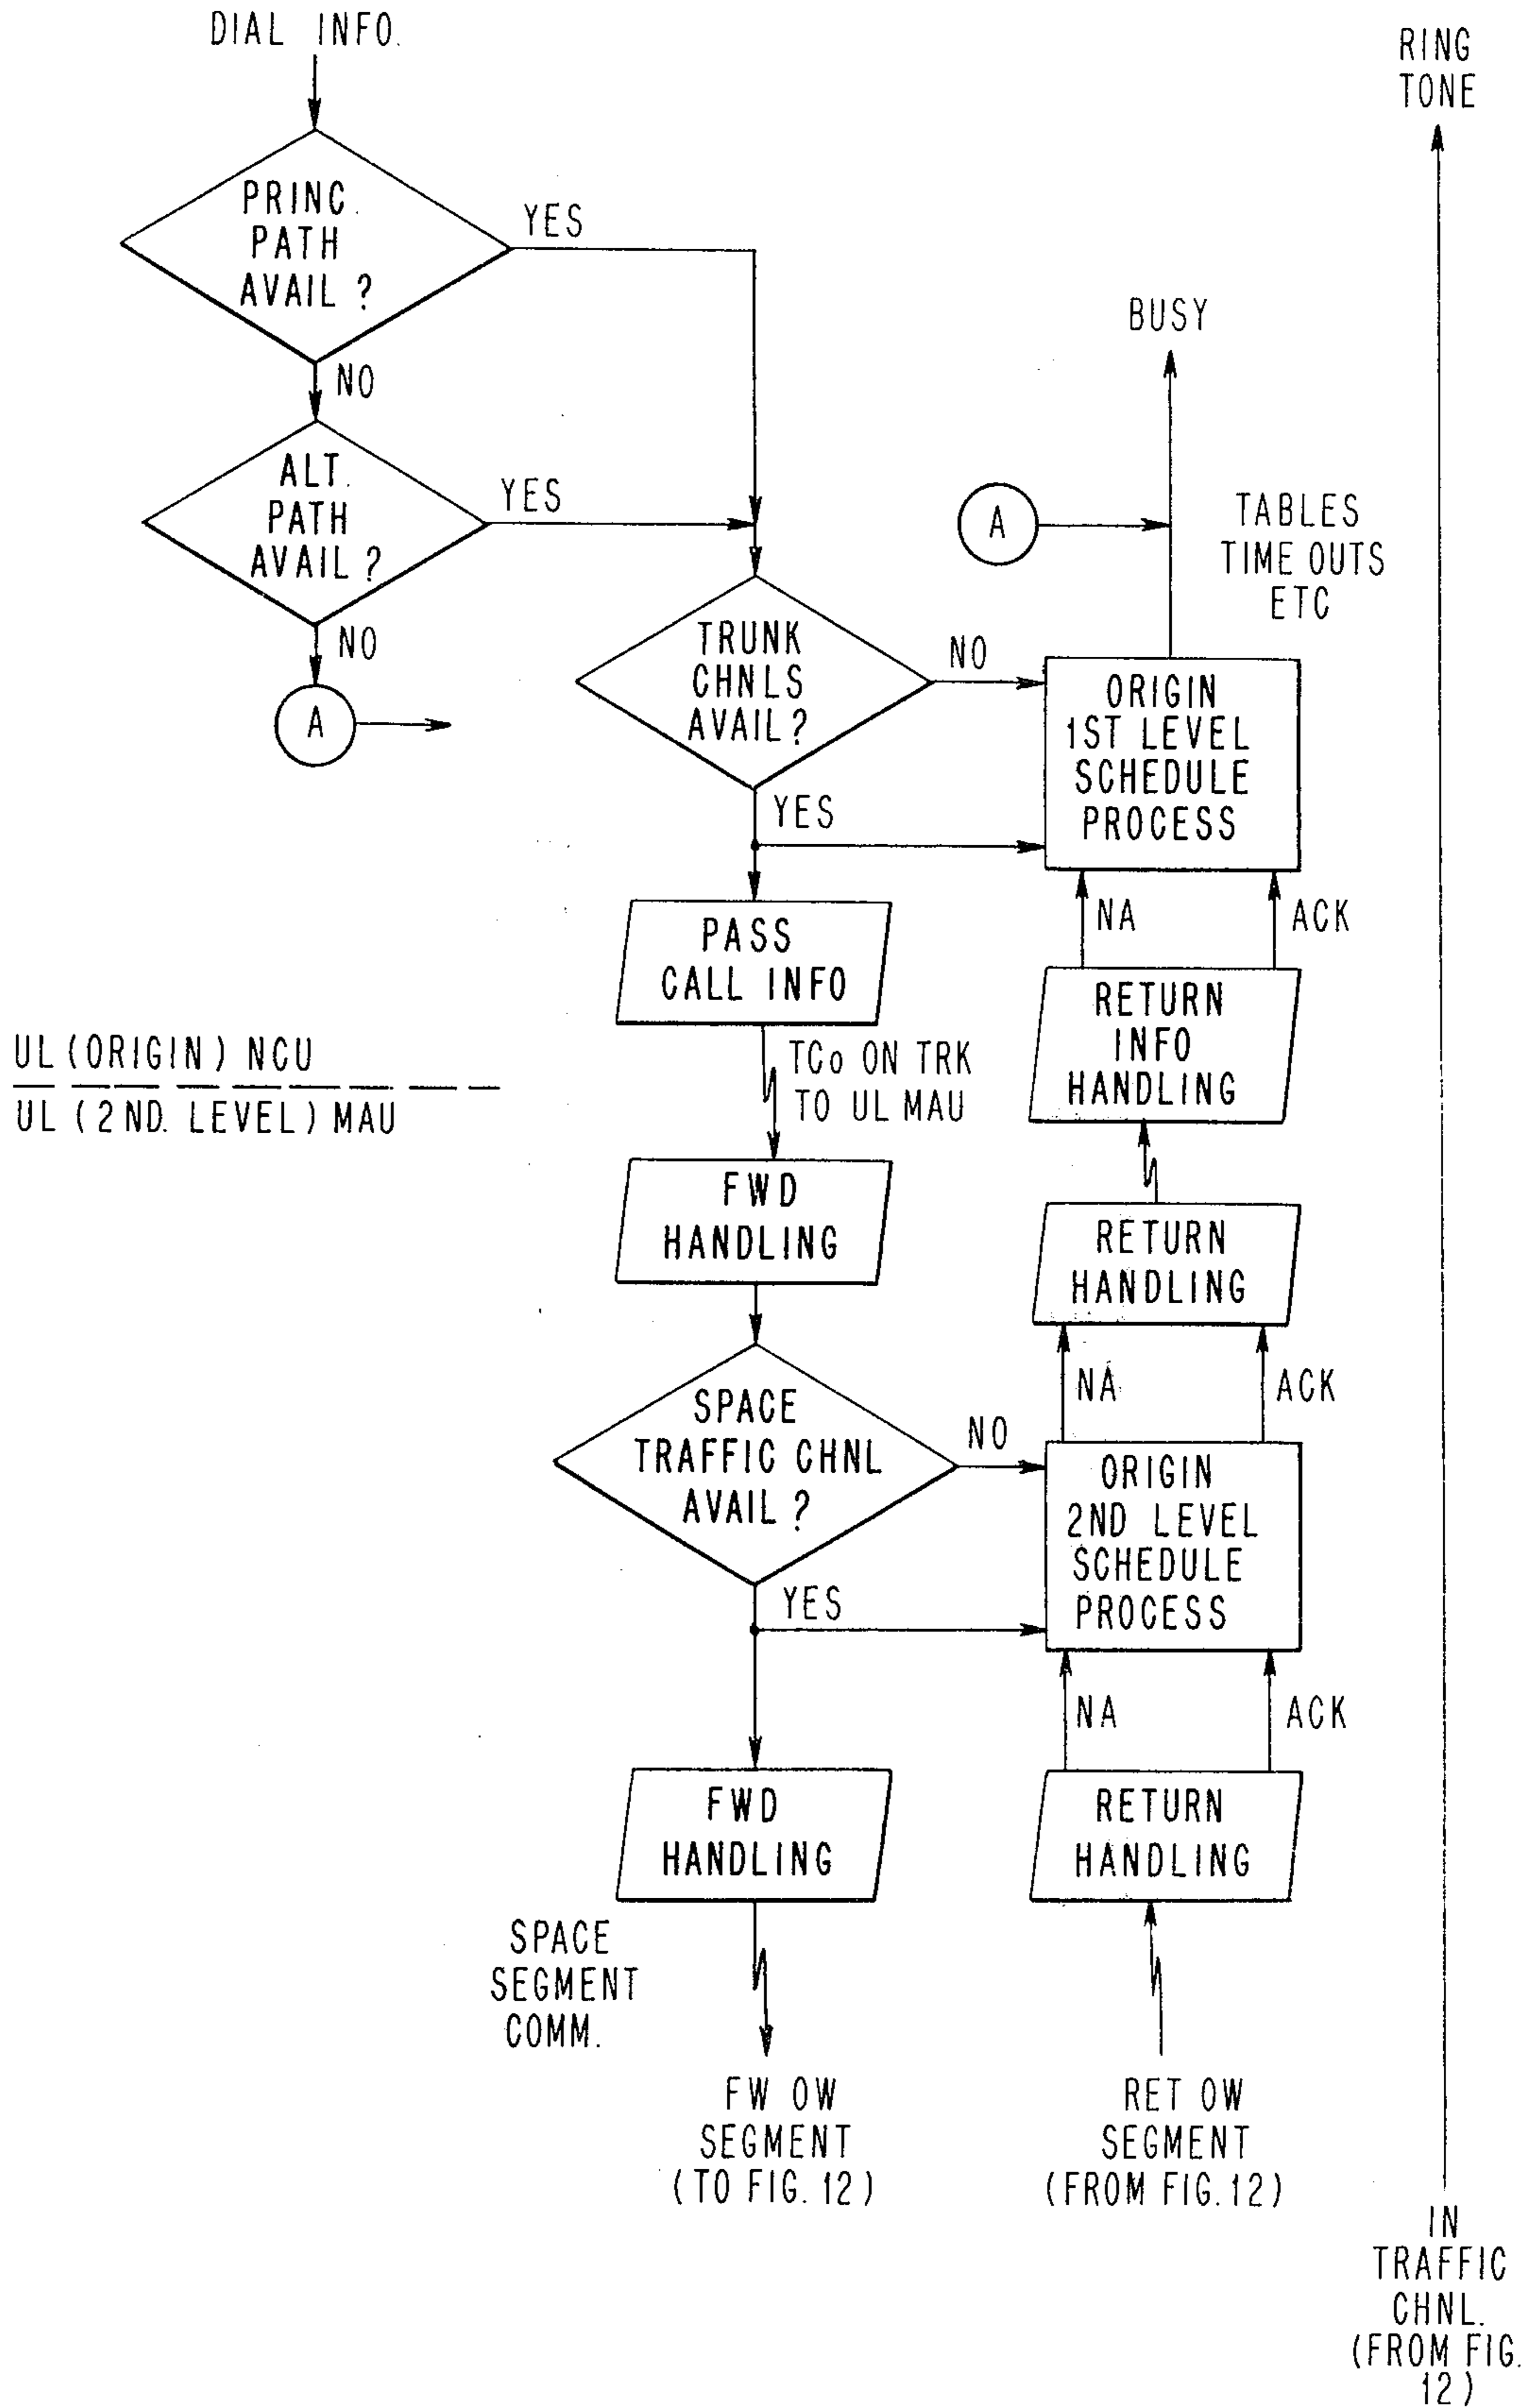 DIAL INFO.
RING
TONE
PRINC.
PATH
AVAIL ?
YES
NO
BUSY
ALT.
PATH
AVAIL ?
YES
NO
A
A
TABLES
TIME OUTS
ETC
TRUNK
CHNLS
AVAIL ?
NO
YES
ORIGIN
1ST LEVEL
SCHEDULE
PROCESS
NA
ACK
PASS
CALL INFO
RETURN
INFO
HANDLING
UL (ORIGIN) NCU
UL (2ND. LEVEL) MAU
TCo ON TRK
TO UL MAU
FWD
HANDLING
RETURN
HANDLING
NA
ACK
SPACE
TRAFFIC CHNL
AVAIL ?
NO
YES
ORIGIN
2ND LEVEL
SCHEDULE
PROCESS
NA
ACK
FWD
HANDLING
RETURN
HANDLING
SPACE
SEGMENT
COMM.
FW OW
SEGMENT
(TO FIG. 12)
RET OW
SEGMENT
(FROM FIG. 12)
IN
TRAFFIC
CHNL.
(FROM FIG.
12)